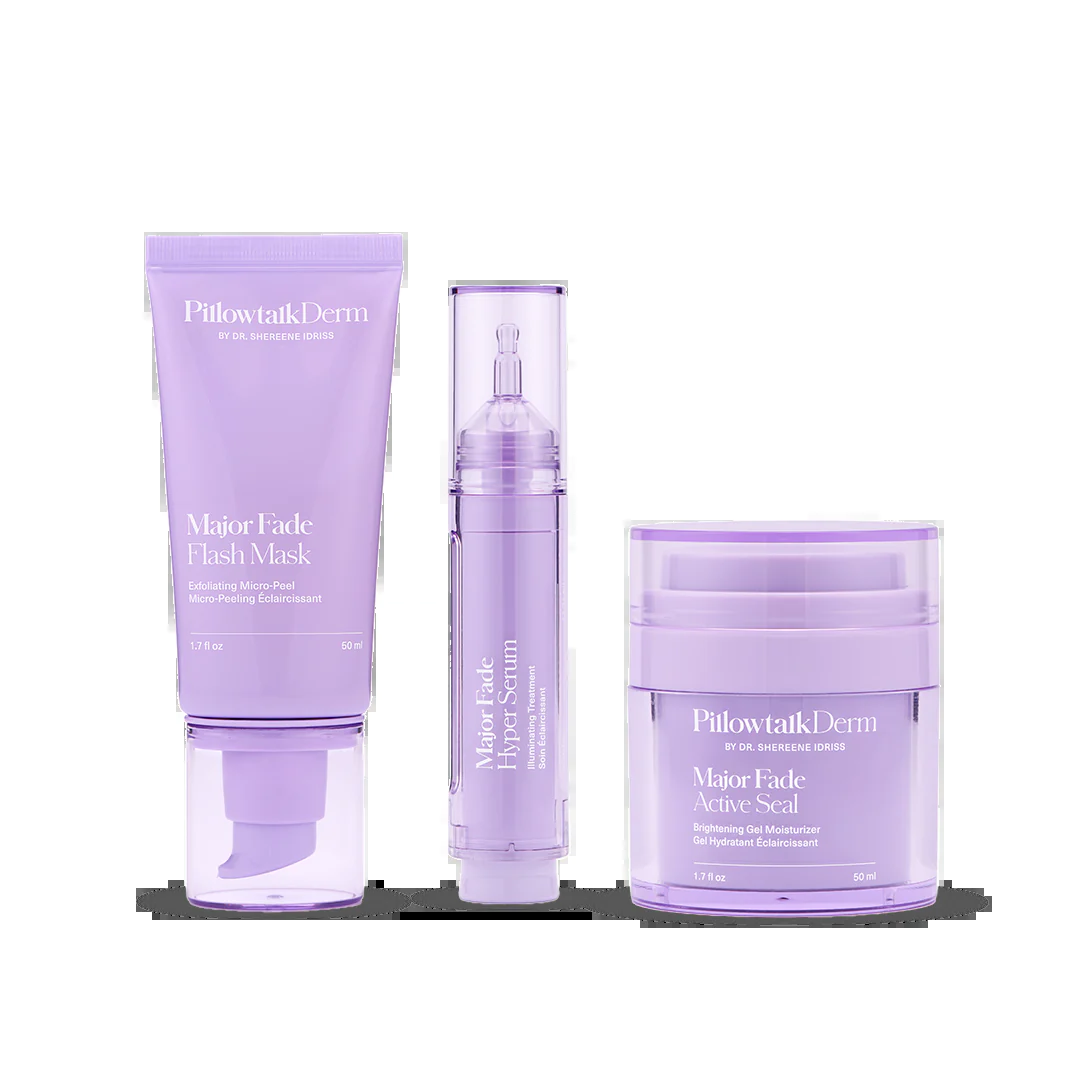 PillowtalkDerm
BY DR. SHEREENE IDRISS
Major Fade
Flash Mask
Exfoliating Micro-Peel
Micro-Peeling Éclaircissant
1.7 fl oz 50 ml
Major Fade
Hyper Serum
Illuminating Treatment
Soin Éclaircissant
PillowtalkDerm
BY DR. SHEREENE IDRISS
Major Fade
Active Seal
Brightening Gel Moisturizer
Gel Hydratant Éclaircissant
1.7 fl oz 50 ml